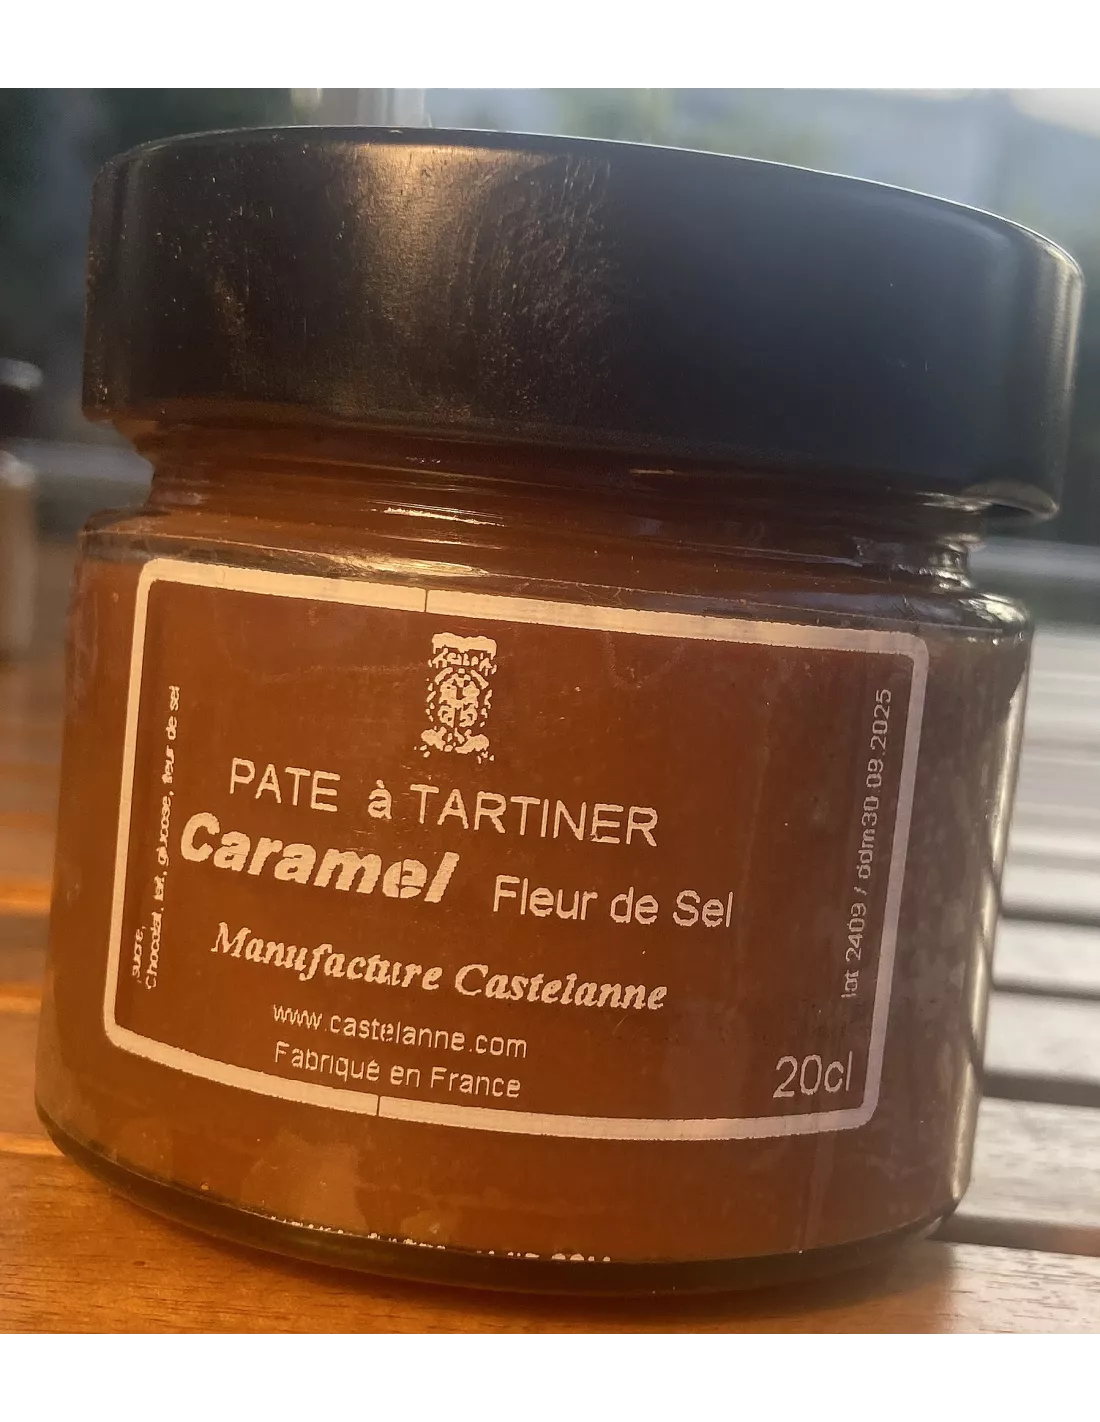 PATE à TARTINER
Caramel Fleur de Sel
Manufacture Castelanne
www.castelanne.com
Fabriqué en France
20cl
sucre,
Chocolat, lait, glucose, fleur de sel
lot 2409 / ddm30.09.2025